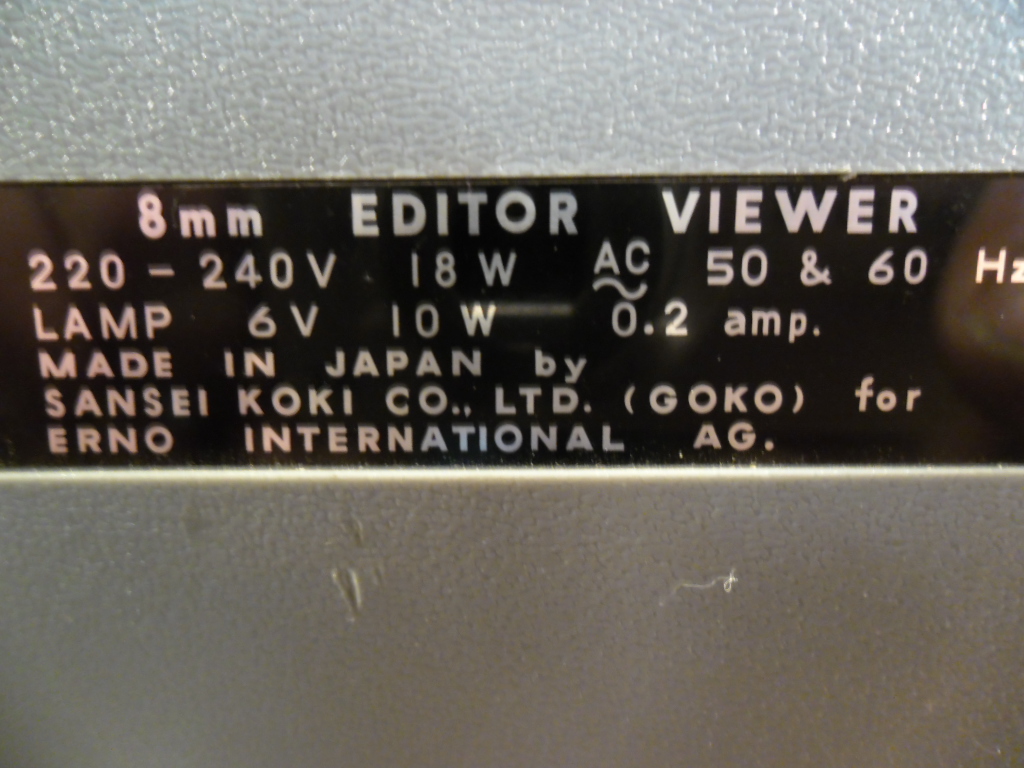 8mm EDITOR VIEWER
220 - 240V 18W AC 50 & 60 Hz
LAMP 6V 10W 0.2 amp.
MADE IN JAPAN by
SANSEI KOKI CO., LTD. (GOKO) for
ERNO INTERNATIONAL AG.